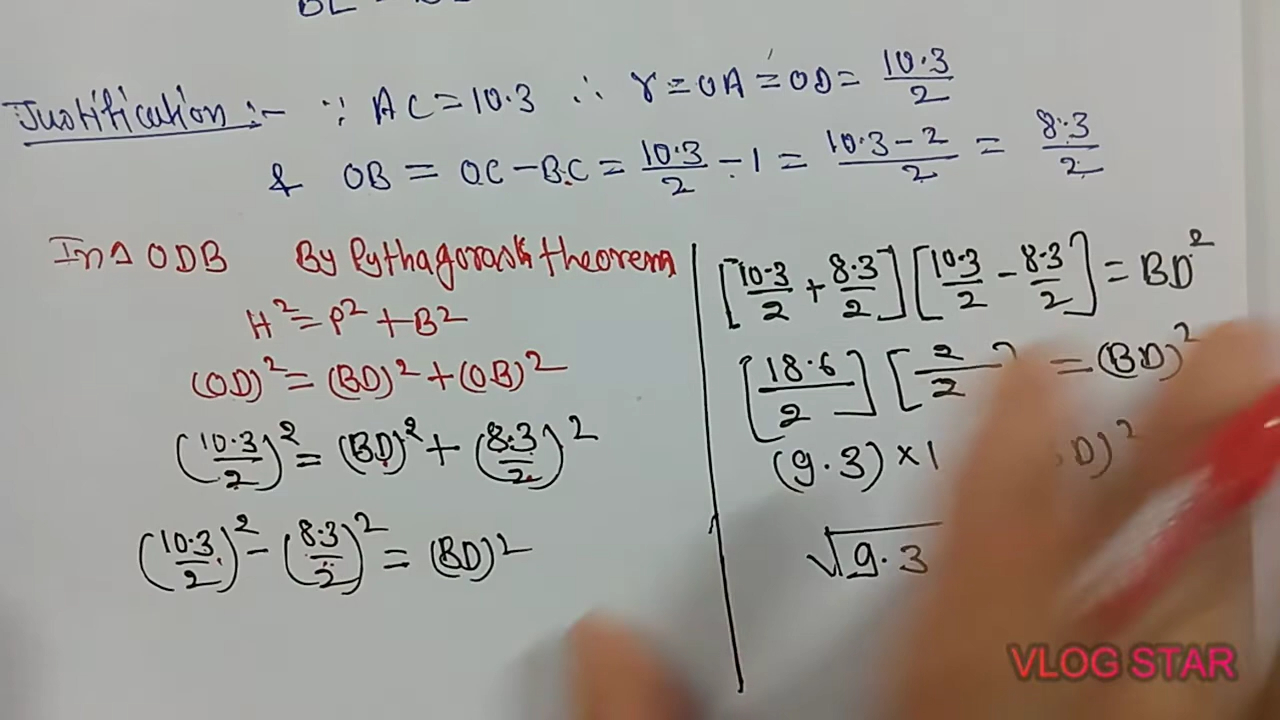 Justification :- ∵ AC = 10.3 ∴ r = OA = OD = 10.3/2
& OB = OC - BC = 10.3/2 - 1 = (10.3 - 2)/2 = 8.3/2
In △ ODB By Pythagoras theorem
H² = P² + B²
(OD)² = (BD)² + (OB)²
(10.3/2)² = (BD)² + (8.3/2)²
(10.3/2)² - (8.3/2)² = (BD)²
[10.3/2 + 8.3/2] [10.3/2 - 8.3/2] = BD²
[18.6/2] [2/2] = (BD)²
(9.3) × 1 D)²
√9.3
VLOG STAR